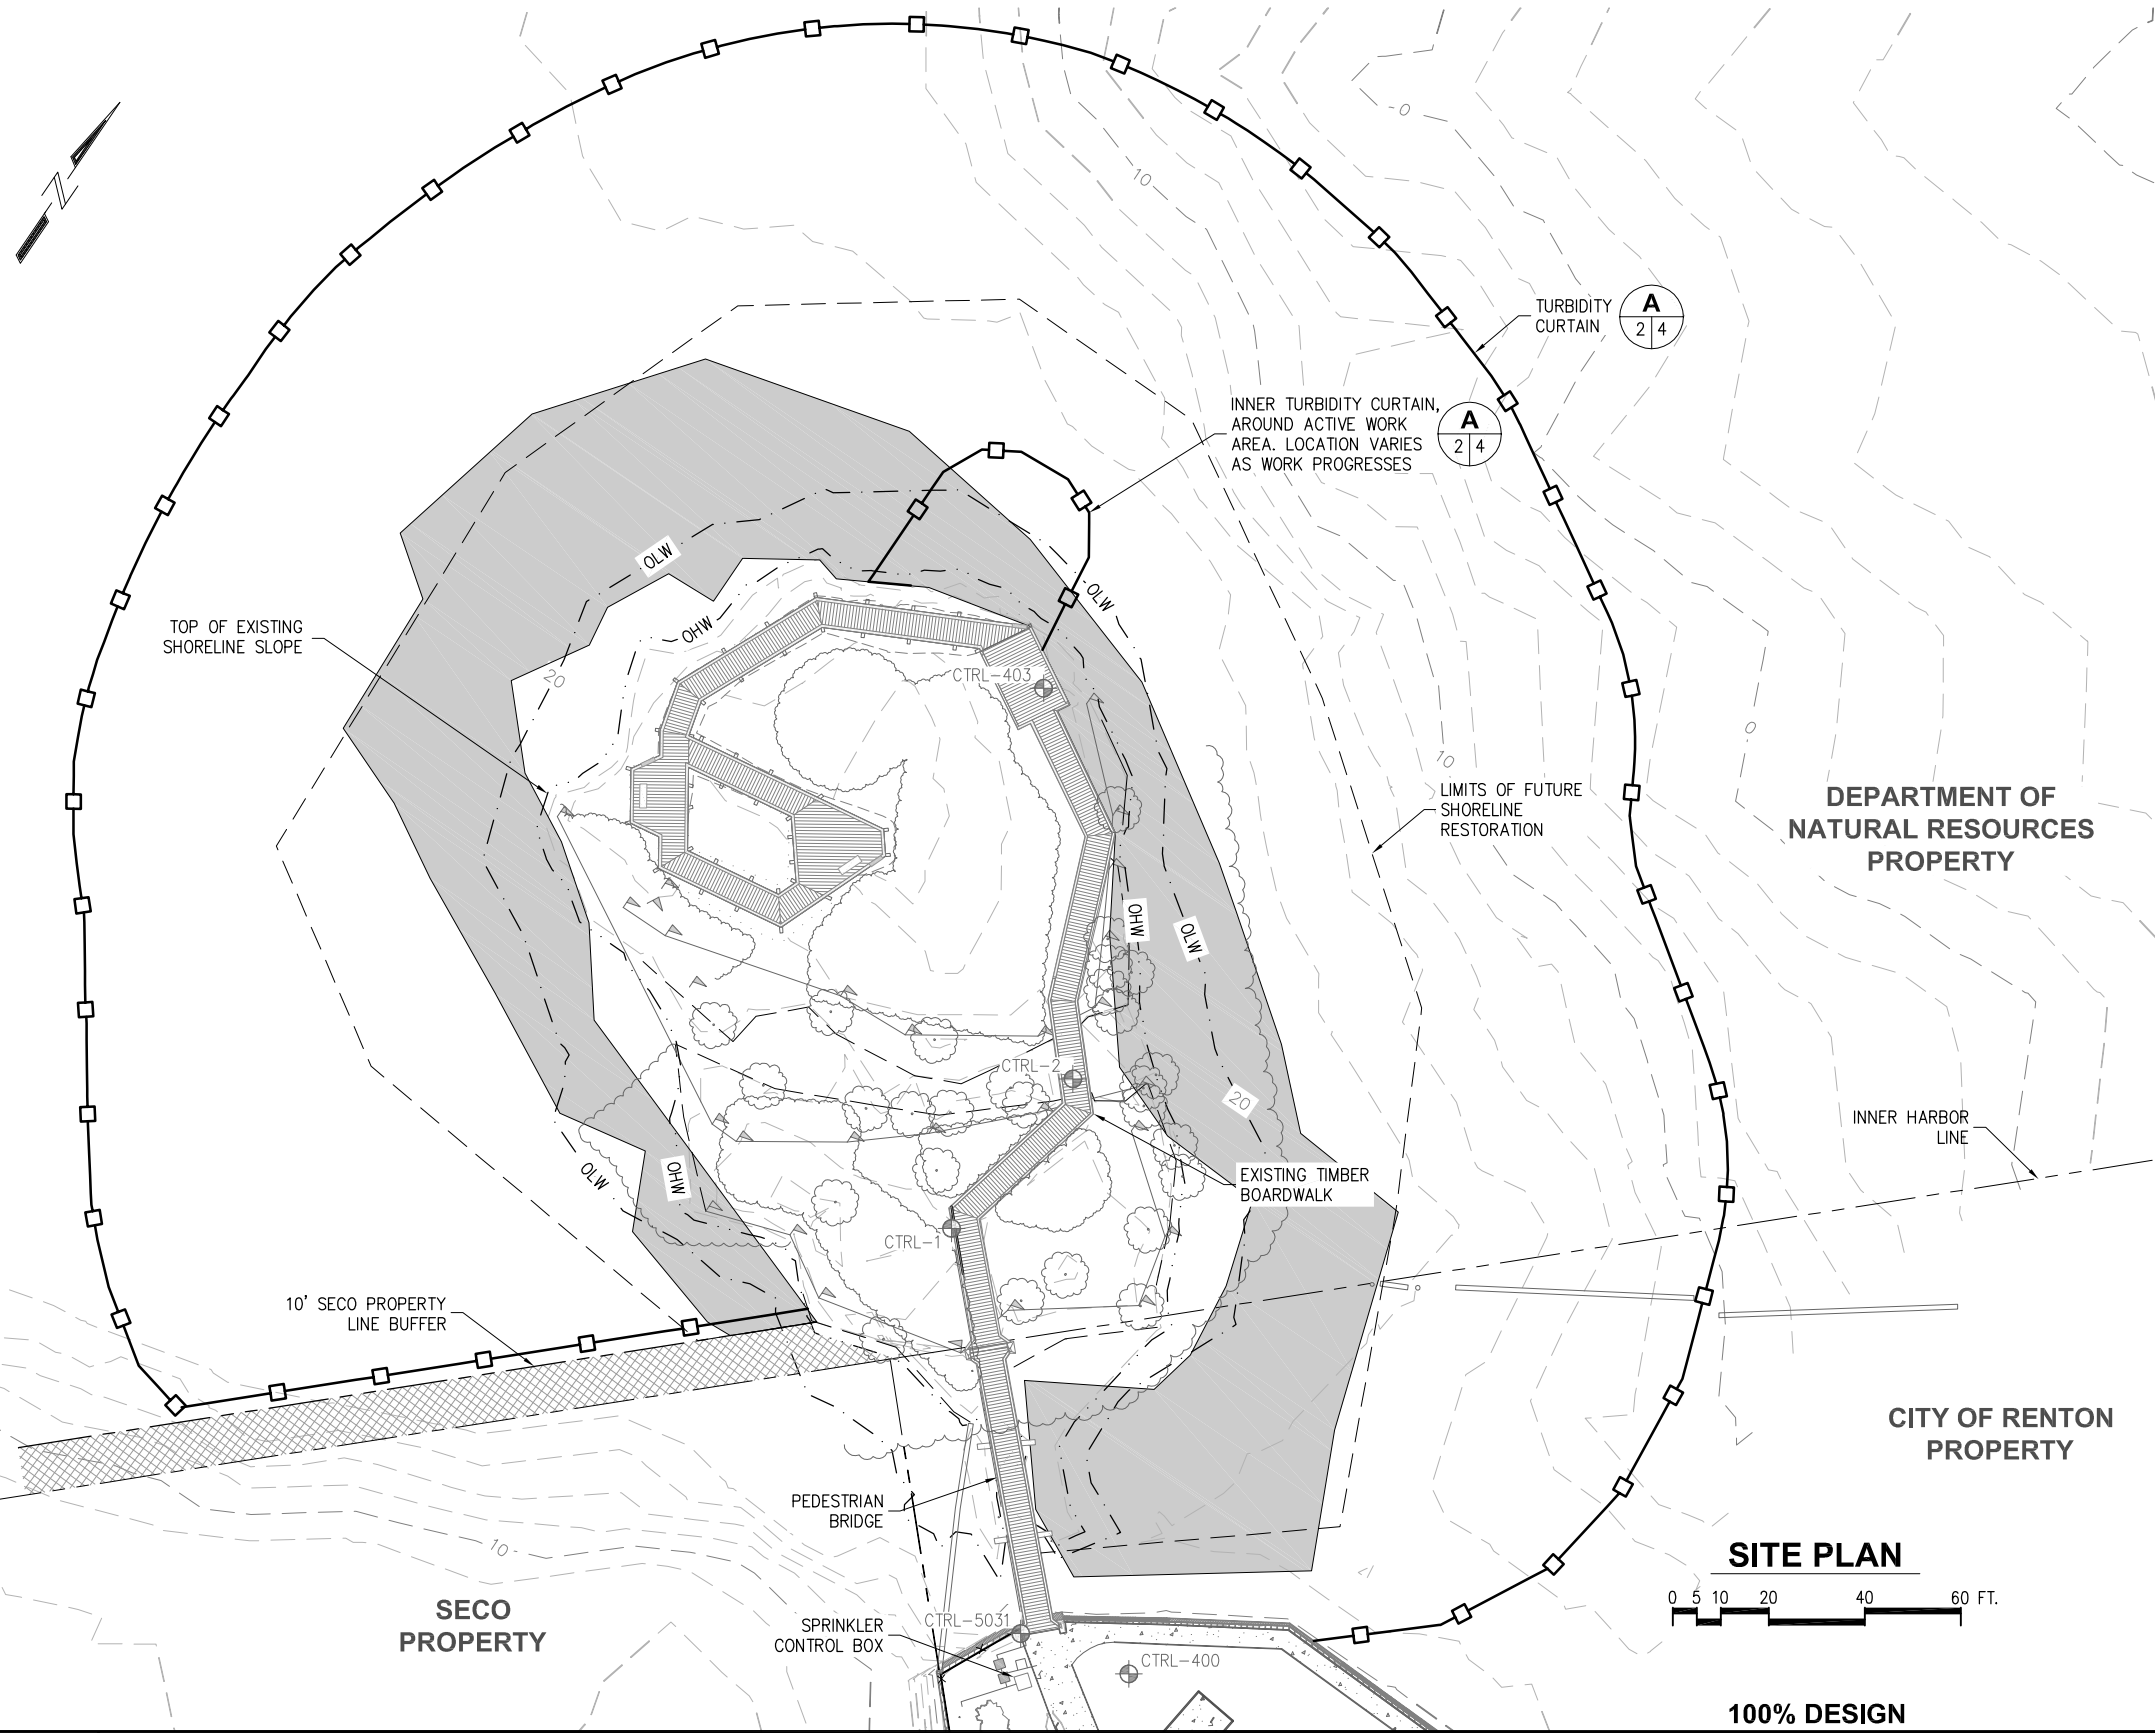 0
10
TURBIDITY
CURTAIN
A
2 4
INNER TURBIDITY CURTAIN,
AROUND ACTIVE WORK
AREA. LOCATION VARIES
AS WORK PROGRESSES
A
2 4
N
OLW
OLW
OHW
TOP OF EXISTING
SHORELINE SLOPE
20
CTRL-403
0
10
LIMITS OF FUTURE
SHORELINE
RESTORATION
DEPARTMENT OF
NATURAL RESOURCES
PROPERTY
OHW
OLW
CTRL-2
20
INNER HARBOR
LINE
OLW
OHW
EXISTING TIMBER
BOARDWALK
CTRL-1
10' SECO PROPERTY
LINE BUFFER
CITY OF RENTON
PROPERTY
PEDESTRIAN
BRIDGE
10
SITE PLAN
0 5 10 20 40 60 FT.
SECO
PROPERTY
SPRINKLER
CONTROL BOX
CTRL-5031
CTRL-400
100% DESIGN